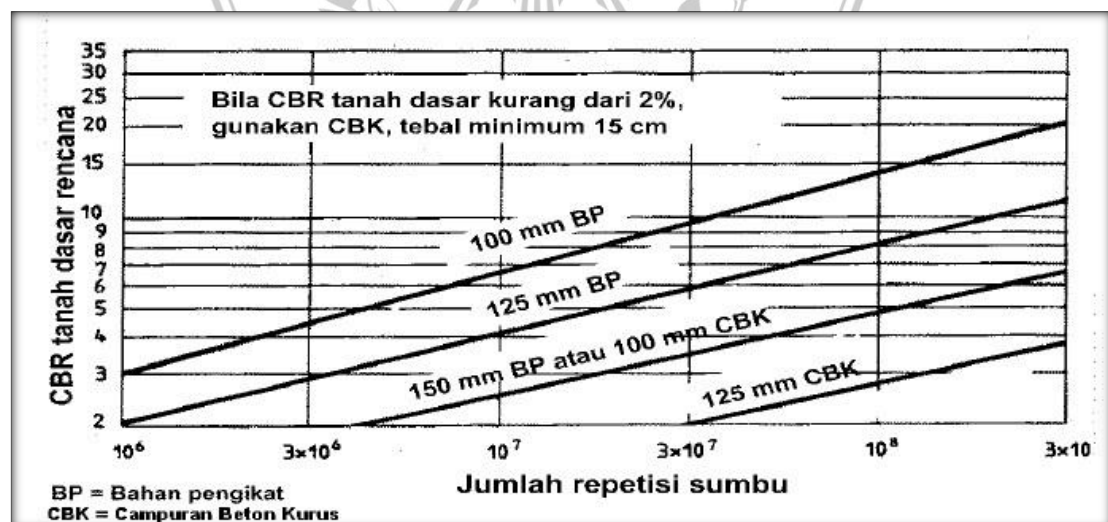 35
30
25
20
15
10
9
8
7
6
5
4
3
2
CBR tanah dasar rencana
Bila CBR tanah dasar kurang dari 2%,
gunakan CBK, tebal minimum 15 cm
100 mm BP
125 mm BP
150 mm BP atau 100 mm CBK
125 mm CBK
10⁶ 3×10⁶ 10⁷ 3×10⁷ 10⁸ 3×10
Jumlah repetisi sumbu
BP = Bahan pengikat
CBK = Campuran Beton Kurus